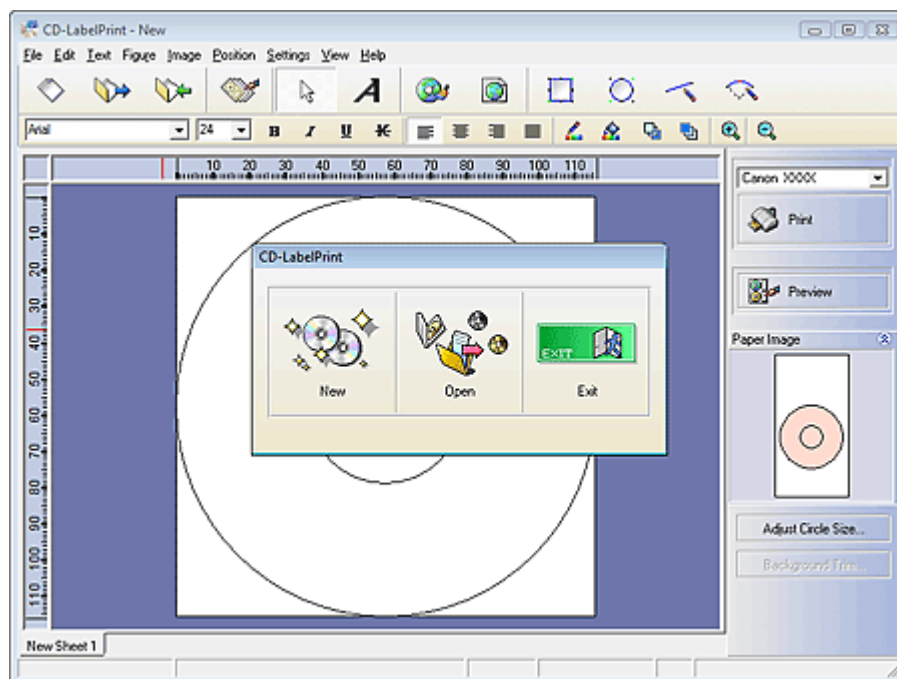 CD-LabelPrint - New
File Edit Text Figure Image Position Settings View Help
Arial 24 B I U K
10 20 30 40 50 60 70 80 90 100 110
Canon XXXX
Print
Preview
Paper Image
Adjust Circle Size...
Background Trim...
10
20
30
40
50
60
70
80
90
100
110
CD-LabelPrint
New Open EXIT Exit
New Sheet 1